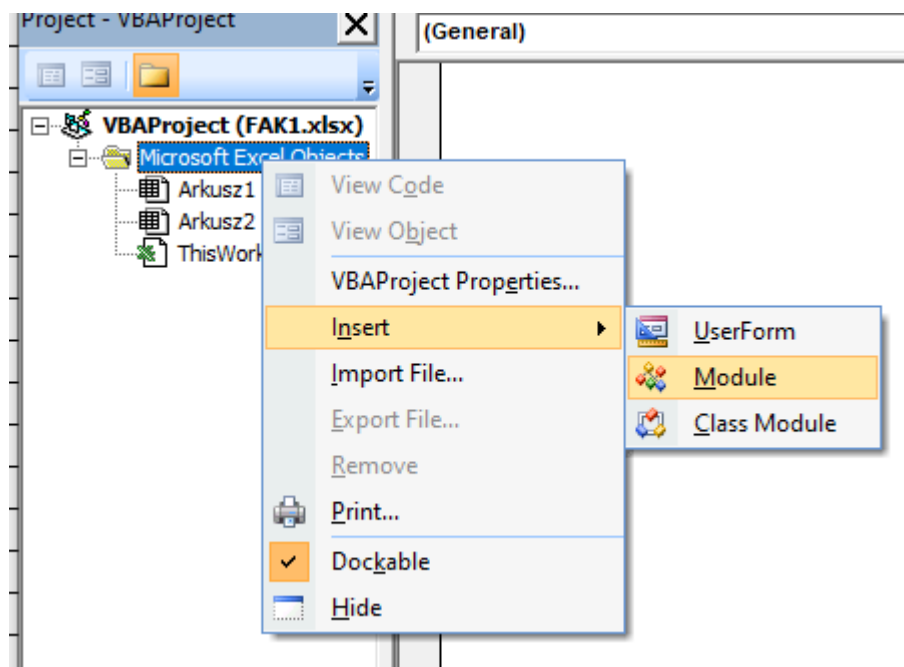 Project - VBAProject
(General)
VBAProject (FAK1.xlsx)
Microsoft Excel Objects
Arkusz1
Arkusz2
ThisWork
View Code
View Object
VBAProject Properties...
Insert
Import File...
Export File...
Remove
Print...
Dockable
Hide
UserForm
Module
Class Module